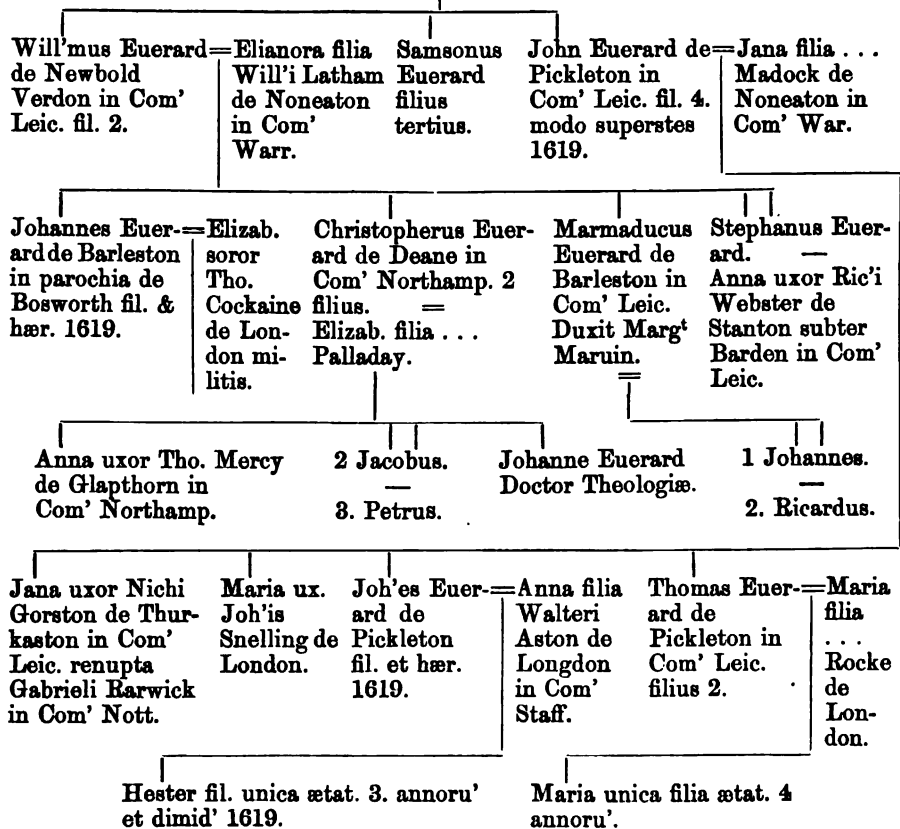 Will'mus Euerard=
de Newbold
Verdon in Com'
Leic. fil. 2.
Elianora filia
Will'i Latham
de Noneaton
in Com'
Warr.
Samsonus
Euerard
filius
tertius.
John Euerard de=
Pickleton in
Com' Leic. fil. 4.
modo superstes
1619.
Jana filia . . .
Madock de
Noneaton in
Com' War.
Johannes Euer-=
ard de Barleston
in parochia de
Bosworth fil. &
hær. 1619.
Elizab.
soror
Tho.
Cockaine
de Lon-
don mi-
litis.
Christopherus Euer-
ard de Deane in
Com' Northamp. 2
filius. =
Elizab. filia . . .
Palladay.
Marmaducus
Euerard de
Barleston in
Com' Leic.
Duxit Margᵗ
Maruin.
=
Stephanus Euer-
ard. —
Anna uxor Ric'i
Webster de
Stanton subter
Barden in Com'
Leic.
Anna uxor Tho. Mercy
de Glapthorn in
Com' Northamp.
2 Jacobus.
—
3. Petrus.
Johanne Euerard
Doctor Theologiæ.
1 Johannes.
—
2. Ricardus.
Jana uxor Nichi
Gorston de Thur-
kaston in Com'
Leic. renupta
Gabrieli Rarwick
in Com' Nott.
Maria ux.
Joh'is
Snelling de
London.
Joh'es Euer-=
ard de
Pickleton
fil. et hær.
1619.
Anna filia
Walteri
Aston de
Longdon
in Com'
Staff.
Thomas Euer-=
ard de
Pickleton in
Com' Leic.
filius 2.
Maria
filia
. . .
Rocke
de
Lon-
don.
Hester fil. unica ætat. 3. annoru'
et dimid' 1619.
Maria unica filia ætat. 4
annoru'.